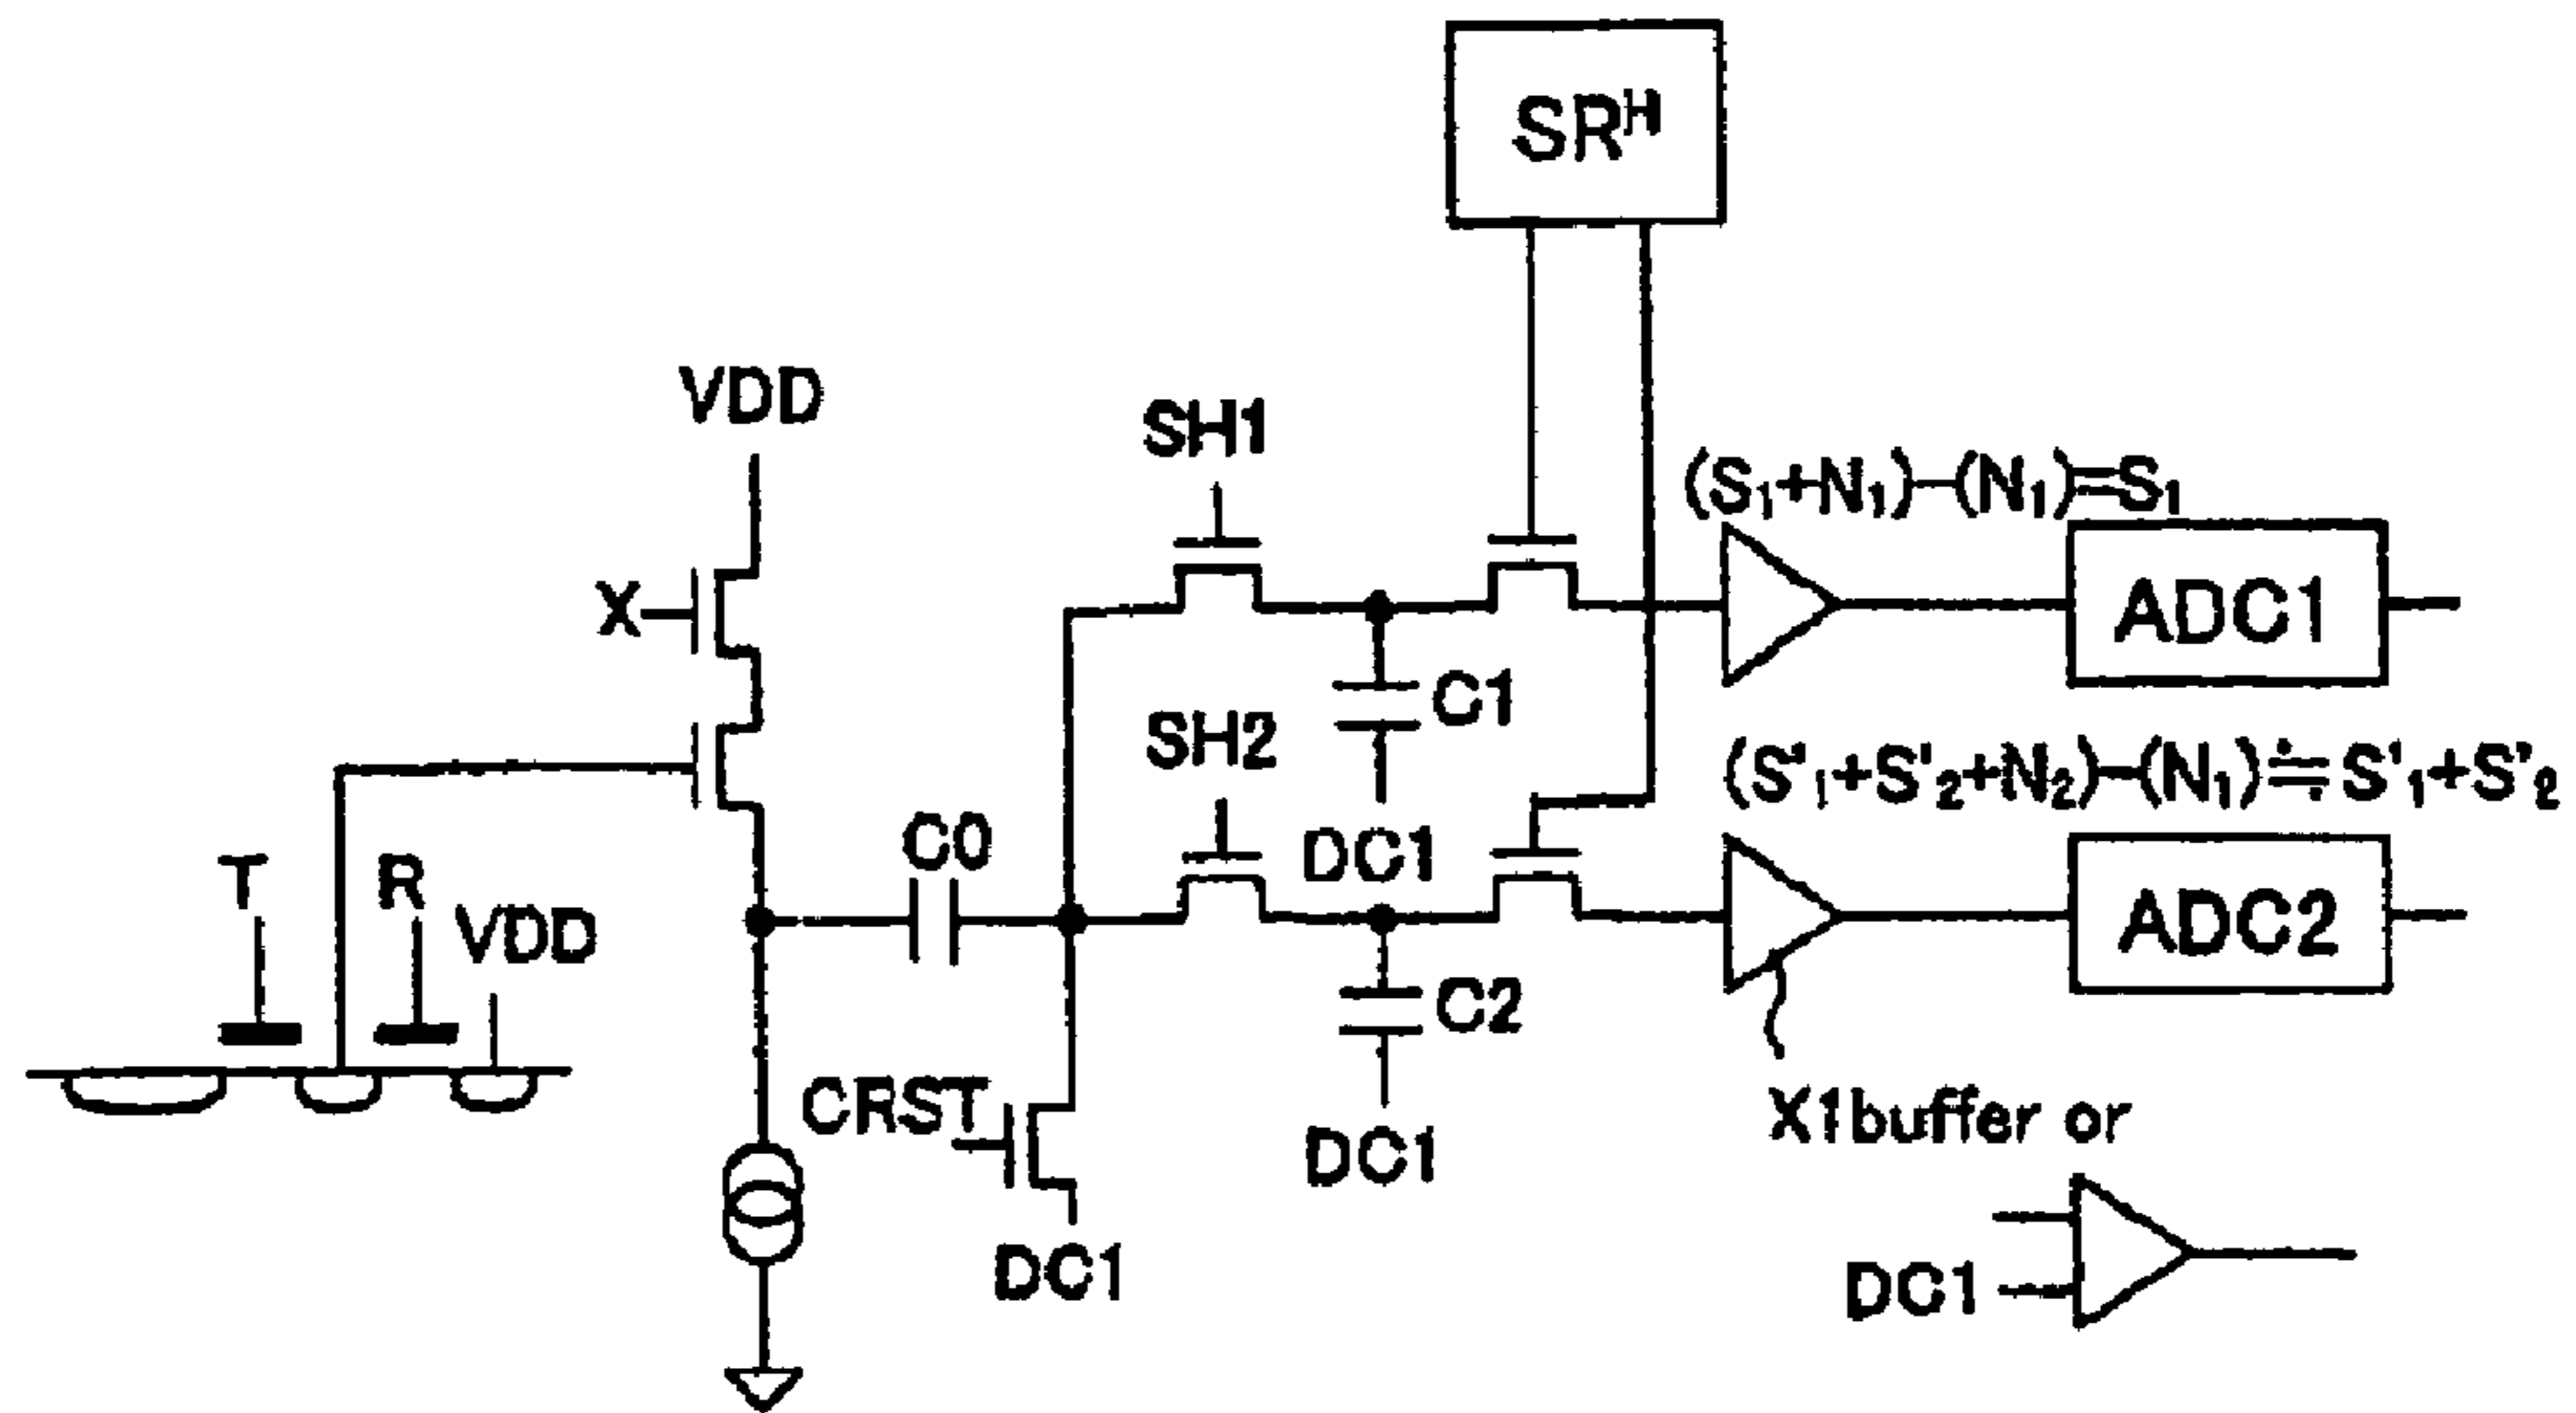 SRᴴ
VDD
SH1
(S₁+N₁)−(N₁)=S₁
X
ADC1
C1
SH2
(S'₁+S'₂+N₂)−(N₁)≒S'₁+S'₂
C0
DC1
T
R
VDD
ADC2
C2
CRST
X1buffer or
DC1
DC1
DC1